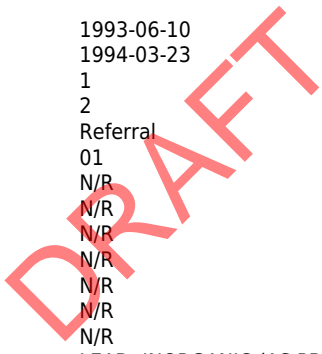 1993-06-10
1994-03-23
1
2
Referral
01
N/R
N/R
N/R
N/R
N/R
N/R
N/R
DRAFT